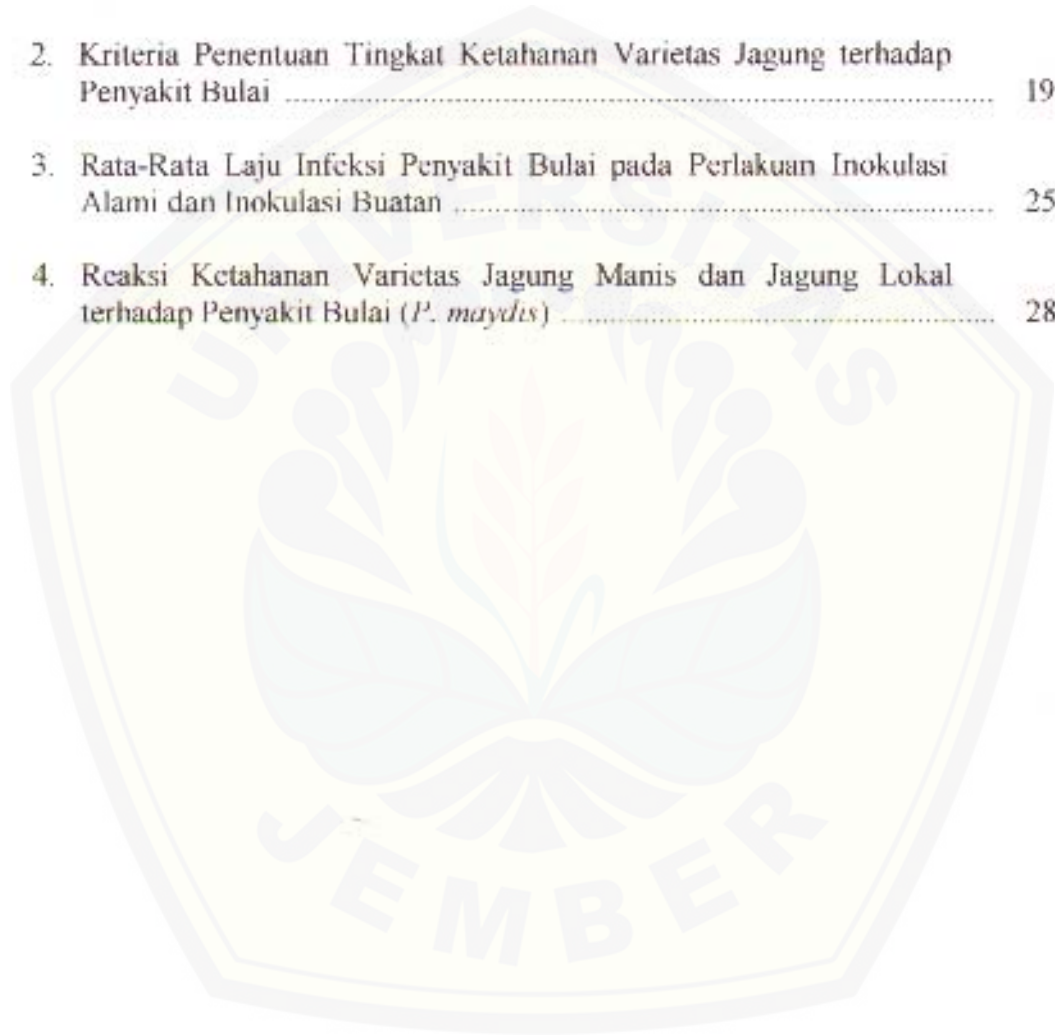 2. Kriteria Penentuan Tingkat Ketahanan Varietas Jagung terhadap
Penyakit Bulai ........................................................................ 19
3. Rata-Rata Laju Infeksi Penyakit Bulai pada Perlakuan Inokulasi
Alami dan Inokulasi Buatan ...................................................... 25
4. Reaksi Ketahanan Varietas Jagung Manis dan Jagung Lokal
terhadap Penyakit Bulai (P. maydis) ........................................... 28
UNIVERSITAS
JEMBER